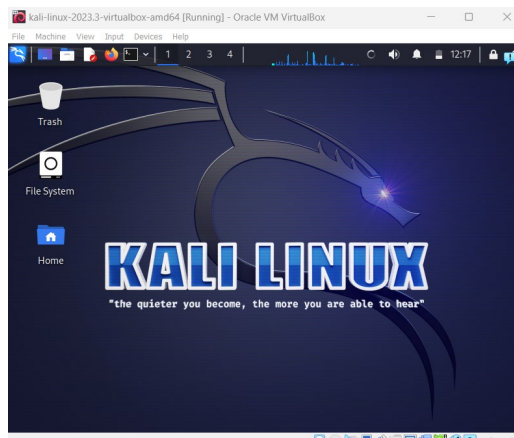 kali-linux-2023.3-virtualbox-amd64 [Running] - Oracle VM VirtualBox
File Machine View Input Devices Help
1 2 3 4 12:17
Trash
File System
Home
KALI LINUX
"the quieter you become, the more you are able to hear"